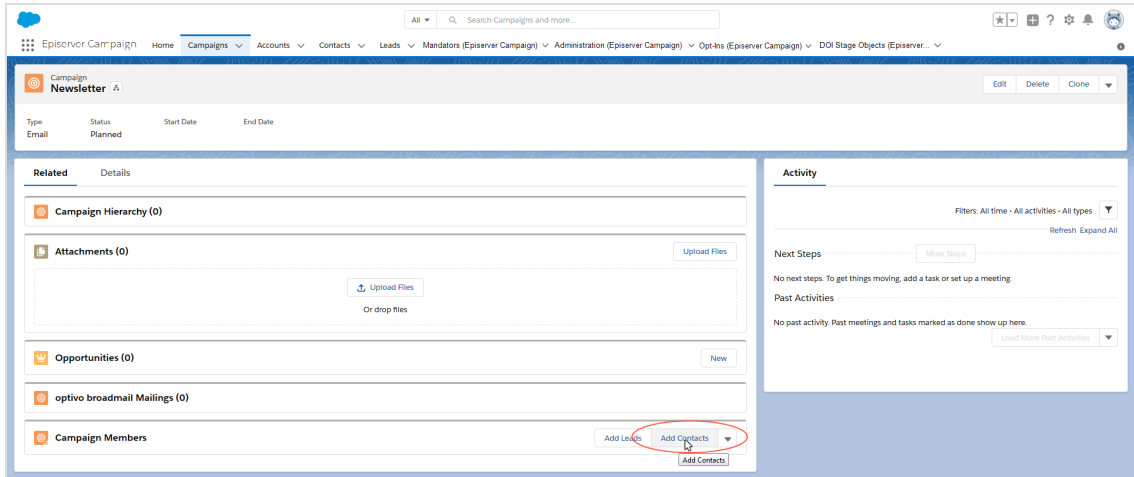 All Search Campaigns and more...
Episerver Campaign Home Campaigns Accounts Contacts Leads Mandators (Episerver Campaign) Administration (Episerver Campaign) Opt-Ins (Episerver Campaign) DOI Stage Objects (Episerver...
Campaign
Newsletter
Edit Delete Clone
Type Status Start Date End Date
Email Planned
Related Details
Campaign Hierarchy (0)
Attachments (0) Upload Files
Upload Files
Or drop files
Opportunities (0) New
optivo broadmail Mailings (0)
Campaign Members Add Leads Add Contacts
Add Contacts
Activity
Filters: All time • All activities • All types
Refresh Expand All
Next Steps More Steps
No next steps. To get things moving, add a task or set up a meeting.
Past Activities
No past activity. Past meetings and tasks marked as done show up here.
Load More Past Activities